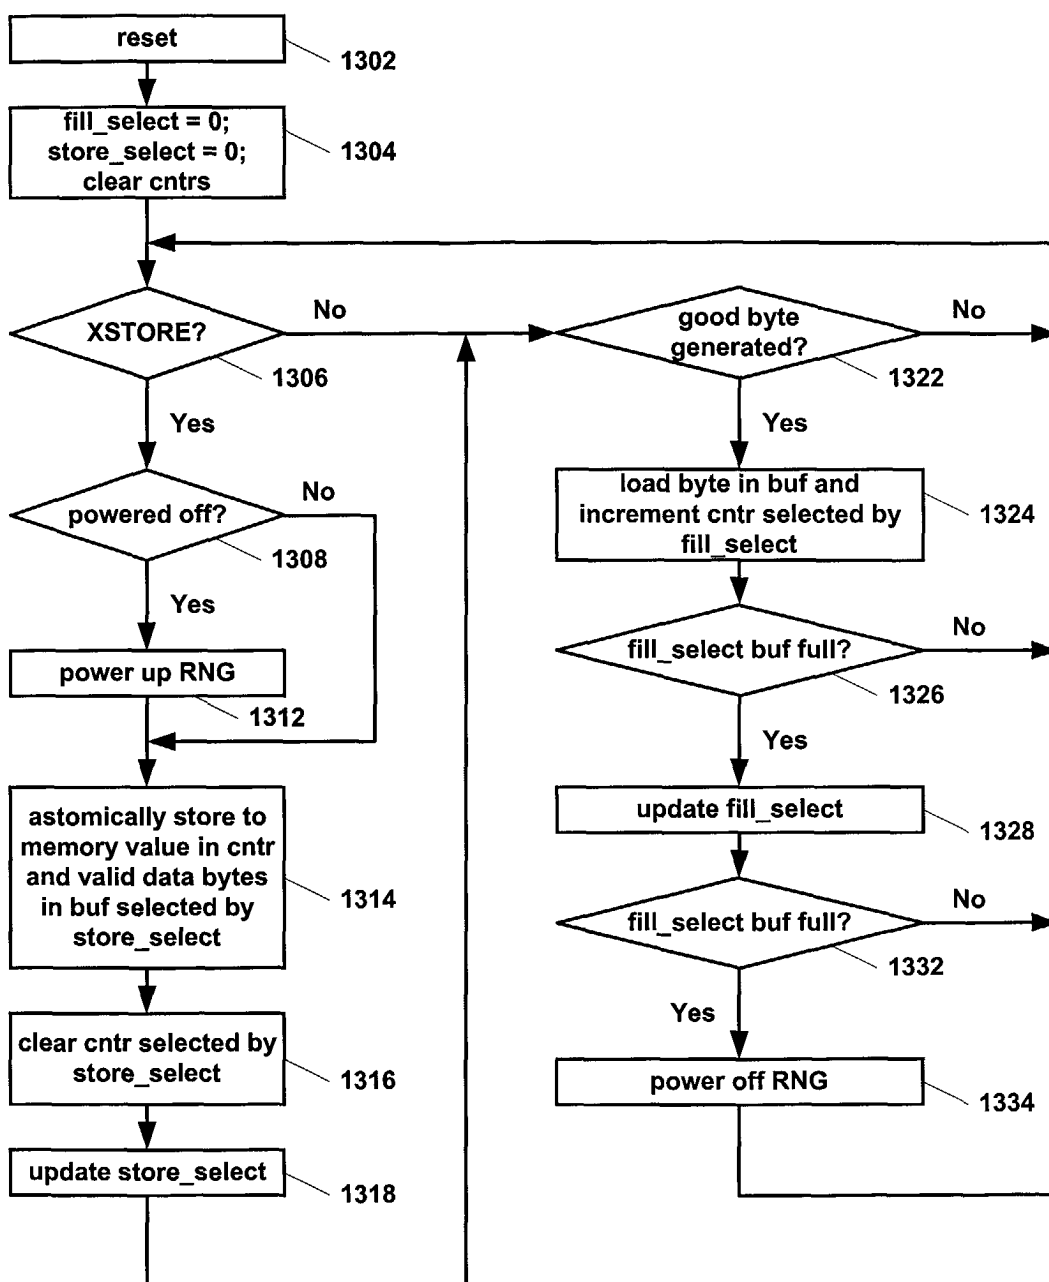 reset
1302
fill_select = 0;
store_select = 0;
clear cntrs
1304
XSTORE?
No
1306
Yes
powered off?
No
1308
Yes
power up RNG
1312
astomically store to
memory value in cntr
and valid data bytes
in buf selected by
store_select
1314
clear cntr selected by
store_select
1316
update store_select
1318
good byte
generated?
No
1322
Yes
load byte in buf and
increment cntr selected by
fill_select
1324
fill_select buf full?
No
1326
Yes
update fill_select
1328
fill_select buf full?
No
1332
Yes
power off RNG
1334